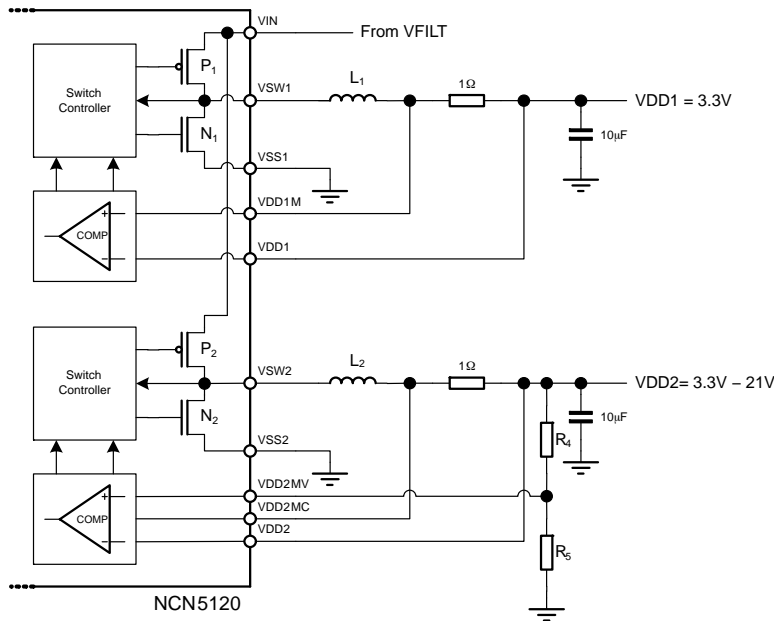 VIN
From VFILT
P1
Switch
Controller
VSW1
L1
1Ω
VDD1 = 3.3V
N1
10μF
VSS1
VDD1M
+
COMP
VDD1
−
P2
Switch
Controller
VSW2
L2
1Ω
VDD2= 3.3V – 21V
N2
10μF
R4
VSS2
VDD2MV
+
VDD2MC
COMP
VDD2
−
R5
NCN5120